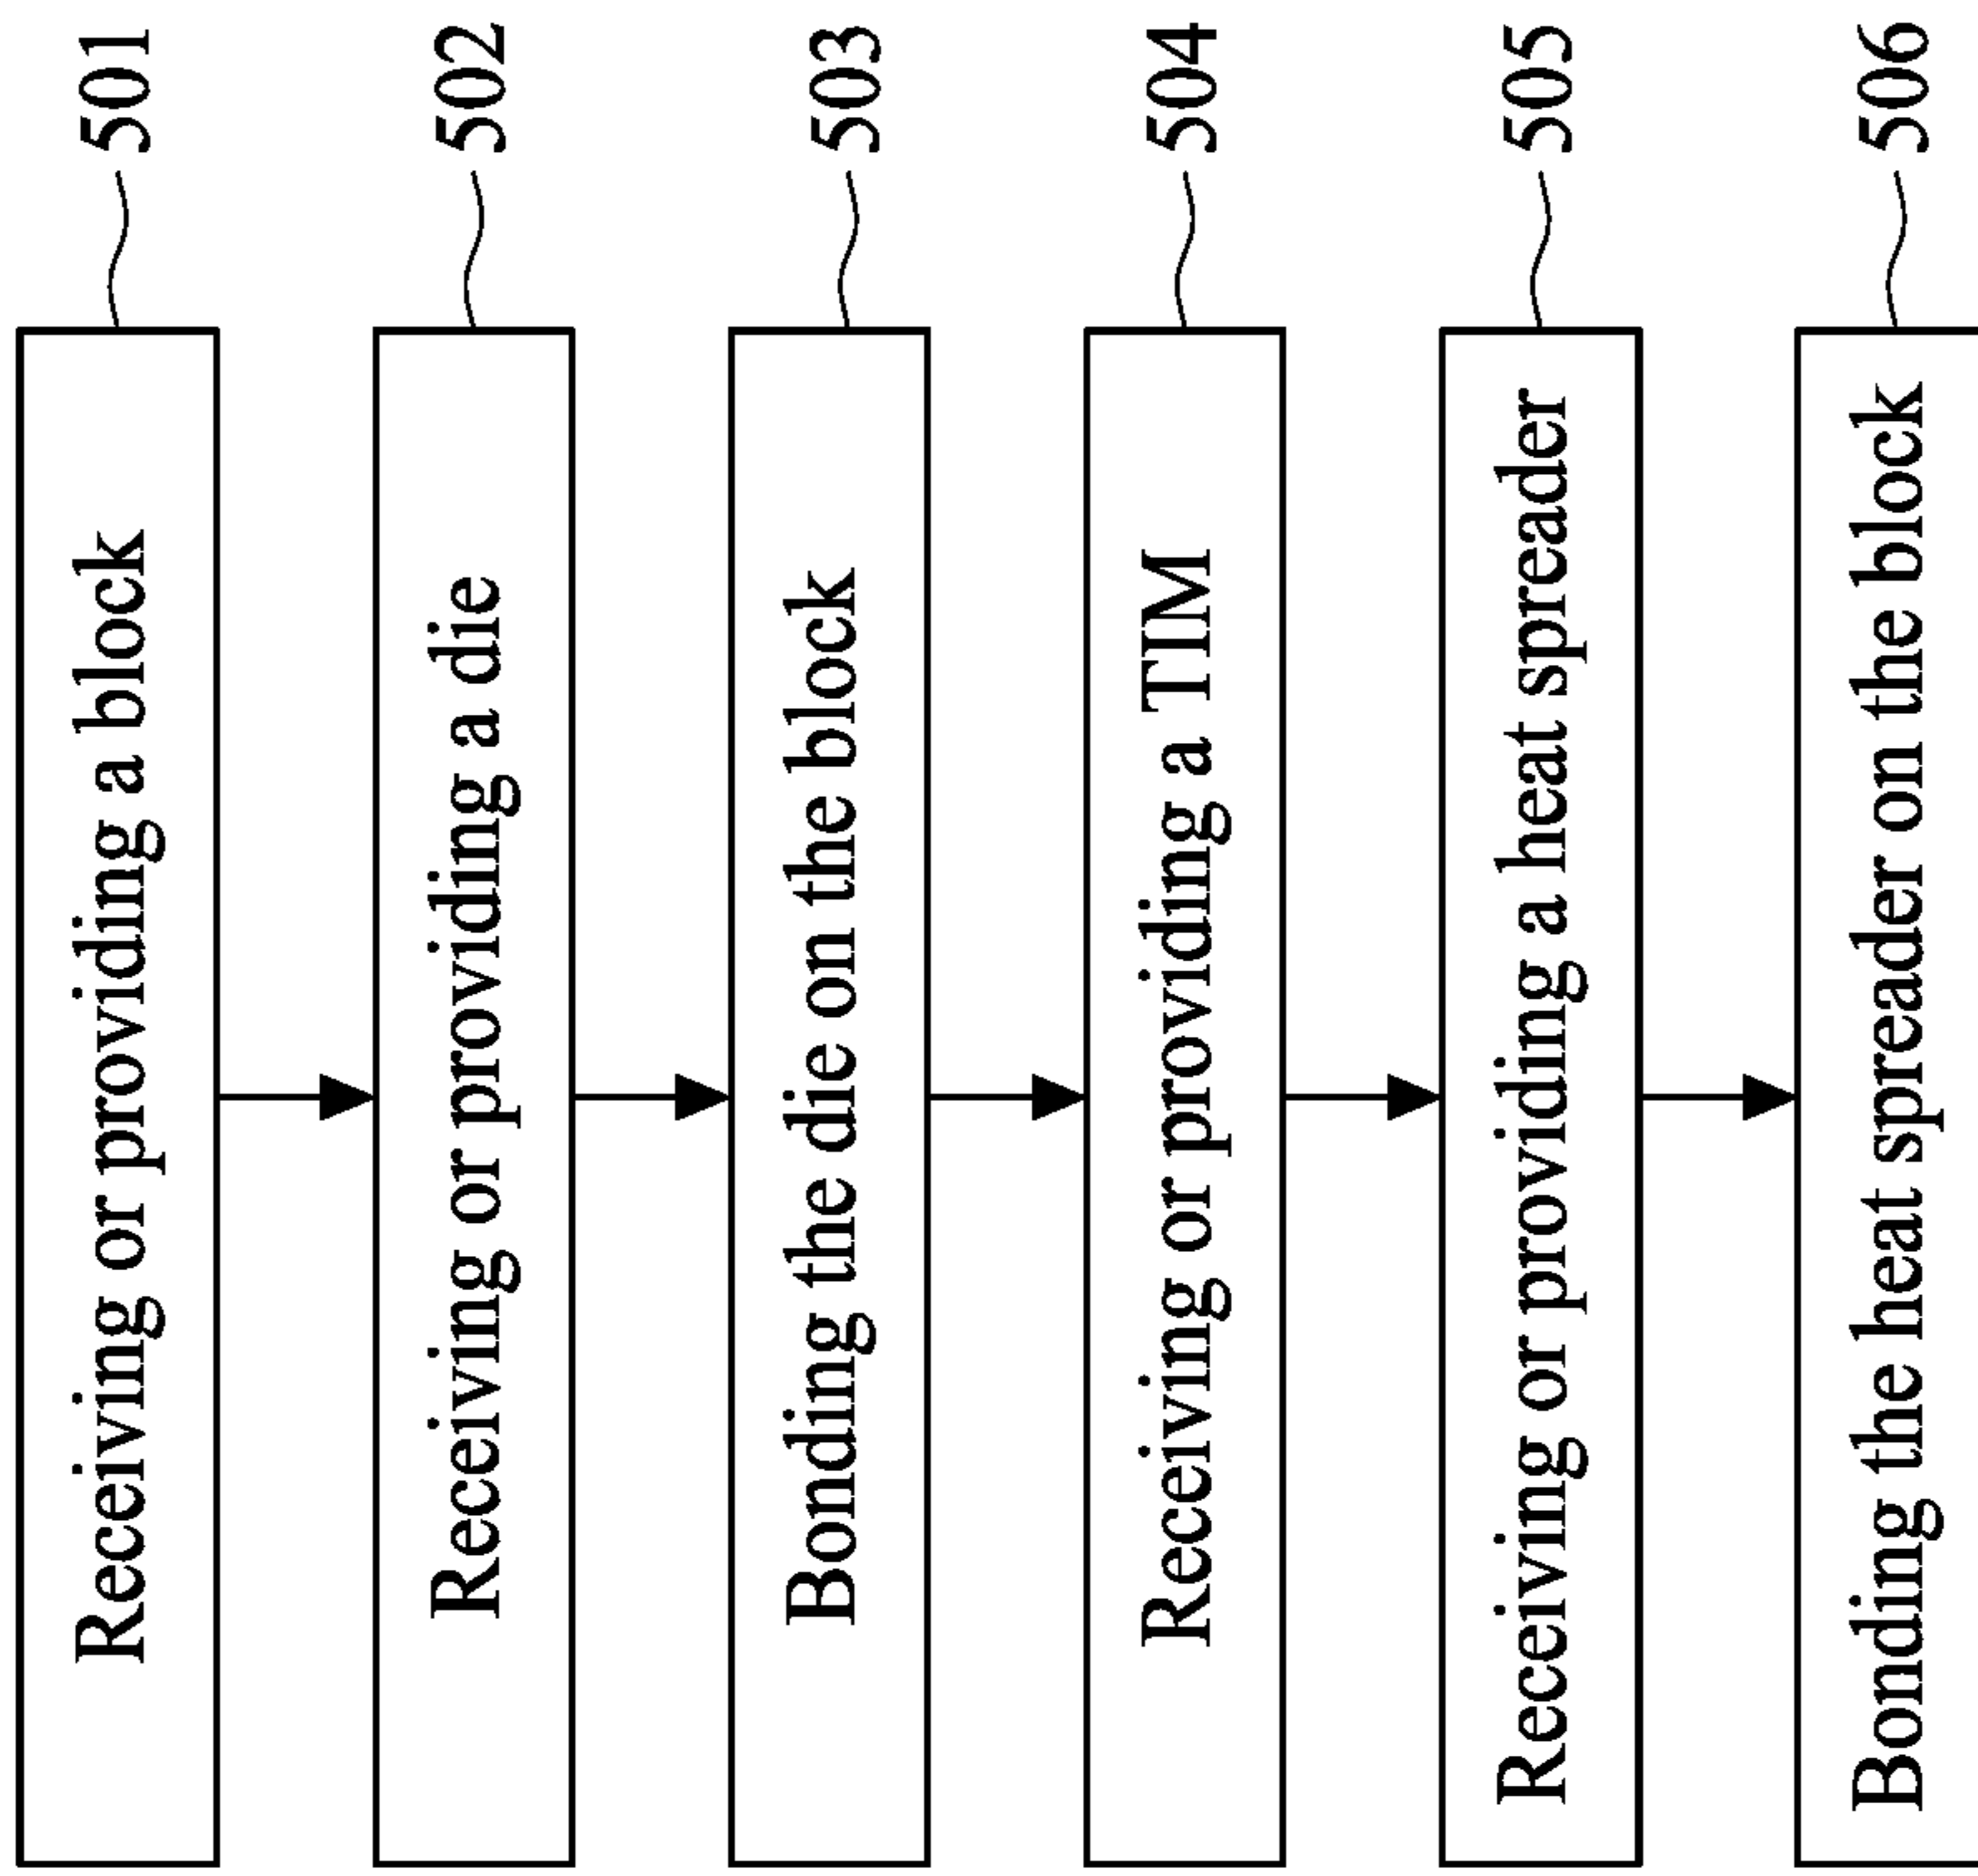 Receiving or providing a block 501
Receiving or providing a die 502
Bonding the die on the block 503
Receiving or providing a TIM 504
Receiving or providing a heat spreader 505
Bonding the heat spreader on the block 506